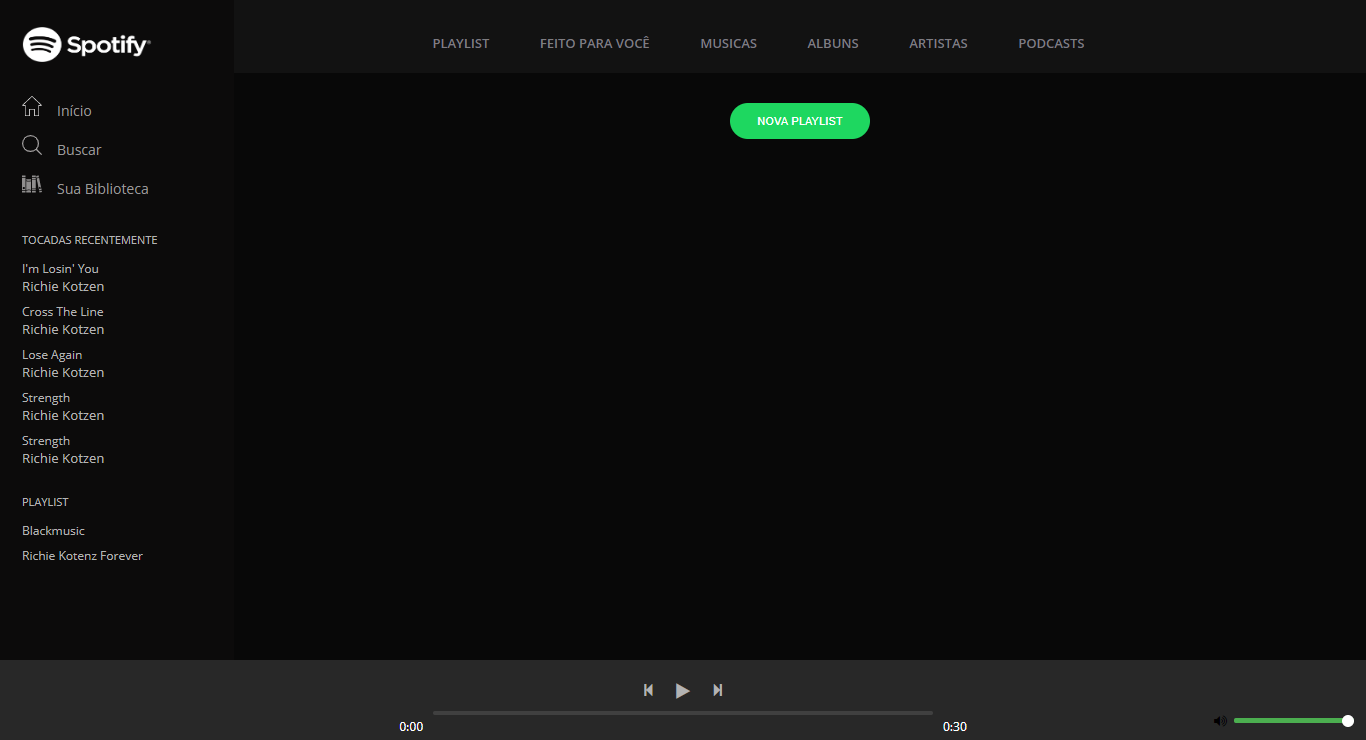 Spotify
PLAYLIST FEITO PARA VOCÊ MUSICAS ALBUNS ARTISTAS PODCASTS
Início
Buscar
Sua Biblioteca
NOVA PLAYLIST
TOCADAS RECENTEMENTE
I'm Losin' You
Richie Kotzen
Cross The Line
Richie Kotzen
Lose Again
Richie Kotzen
Strength
Richie Kotzen
Strength
Richie Kotzen
PLAYLIST
Blackmusic
Richie Kotenz Forever
0:00 0:30